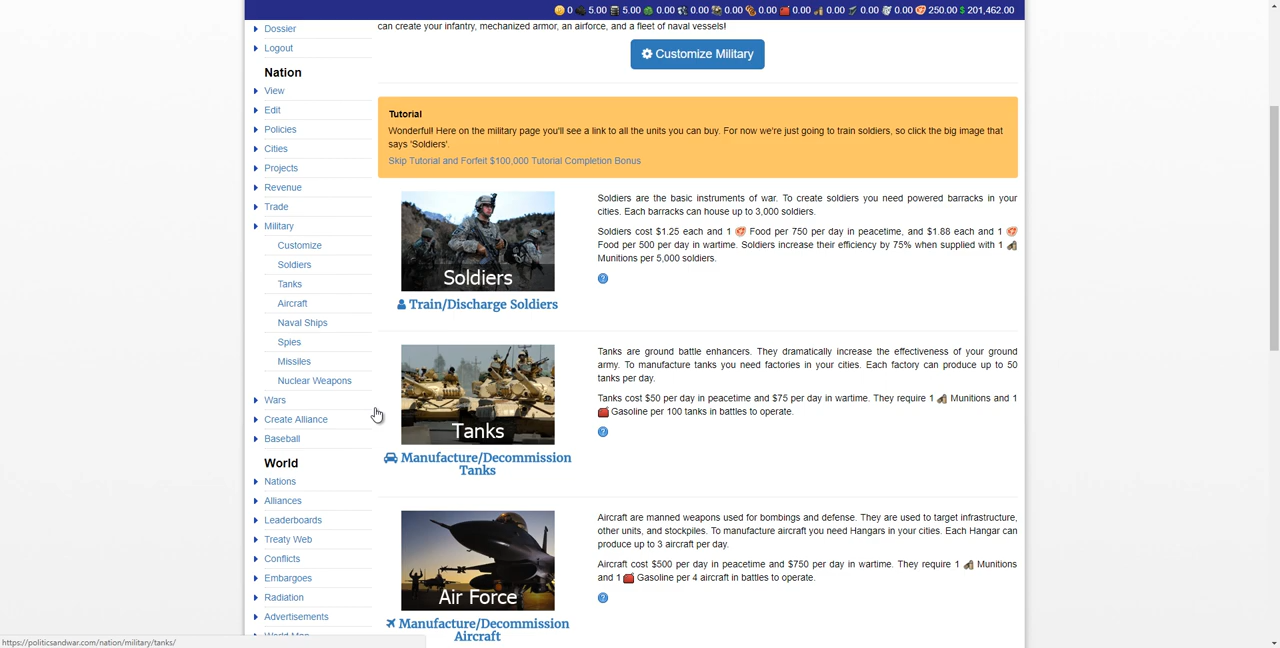 0 5.00 5.00 0.00 0.00 0.00 0.00 0.00 0.00 0.00 0.00 250.00 $ 201,462.00
Dossier
Logout
Nation
View
Edit
Policies
Cities
Projects
Revenue
Trade
Military
Customize
Soldiers
Tanks
Aircraft
Naval Ships
Spies
Missiles
Nuclear Weapons
Wars
Create Alliance
Baseball
World
Nations
Alliances
Leaderboards
Treaty Web
Conflicts
Embargoes
Radiation
Advertisements
World Map
can create your infantry, mechanized armor, an airforce, and a fleet of naval vessels!
Customize Military
Tutorial
Wonderful! Here on the military page you'll see a link to all the units you can buy. For now we're just going to train soldiers, so click the big image that
says 'Soldiers'.
Skip Tutorial and Forfeit $100,000 Tutorial Completion Bonus
Soldiers
Train/Discharge Soldiers
Soldiers are the basic instruments of war. To create soldiers you need powered barracks in your
cities. Each barracks can house up to 3,000 soldiers.
Soldiers cost $1.25 each and 1 Food per 750 per day in peacetime, and $1.88 each and 1
Food per 500 per day in wartime. Soldiers increase their efficiency by 75% when supplied with 1
Munitions per 5,000 soldiers.
?
Tanks
Manufacture/Decommission
Tanks
Tanks are ground battle enhancers. They dramatically increase the effectiveness of your ground
army. To manufacture tanks you need factories in your cities. Each factory can produce up to 50
tanks per day.
Tanks cost $50 per day in peacetime and $75 per day in wartime. They require 1 Munitions and 1
Gasoline per 100 tanks in battles to operate.
?
Air Force
Manufacture/Decommission
Aircraft
Aircraft are manned weapons used for bombings and defense. They are used to target infrastructure,
other units, and stockpiles. To manufacture aircraft you need Hangars in your cities. Each Hangar can
produce up to 3 aircraft per day.
Aircraft cost $500 per day in peacetime and $750 per day in wartime. They require 1 Munitions
and 1 Gasoline per 4 aircraft in battles to operate.
?
https://politicsandwar.com/nation/military/tanks/